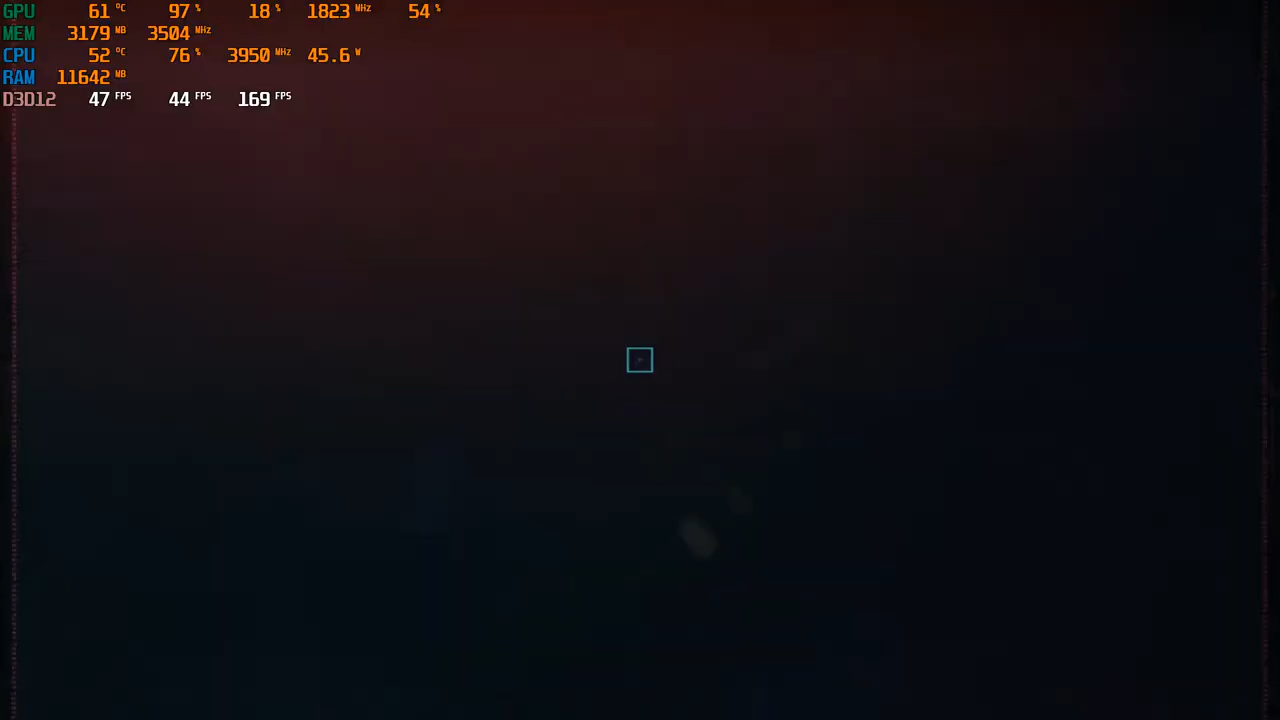 GPU 61 °C 97 % 18 % 1823 MHz 54 %
MEM 3179 MB 3504 MHz
CPU 52 °C 76 % 3950 MHz 45.6 W
RAM 11642 MB
D3D12 47 FPS 44 FPS 169 FPS